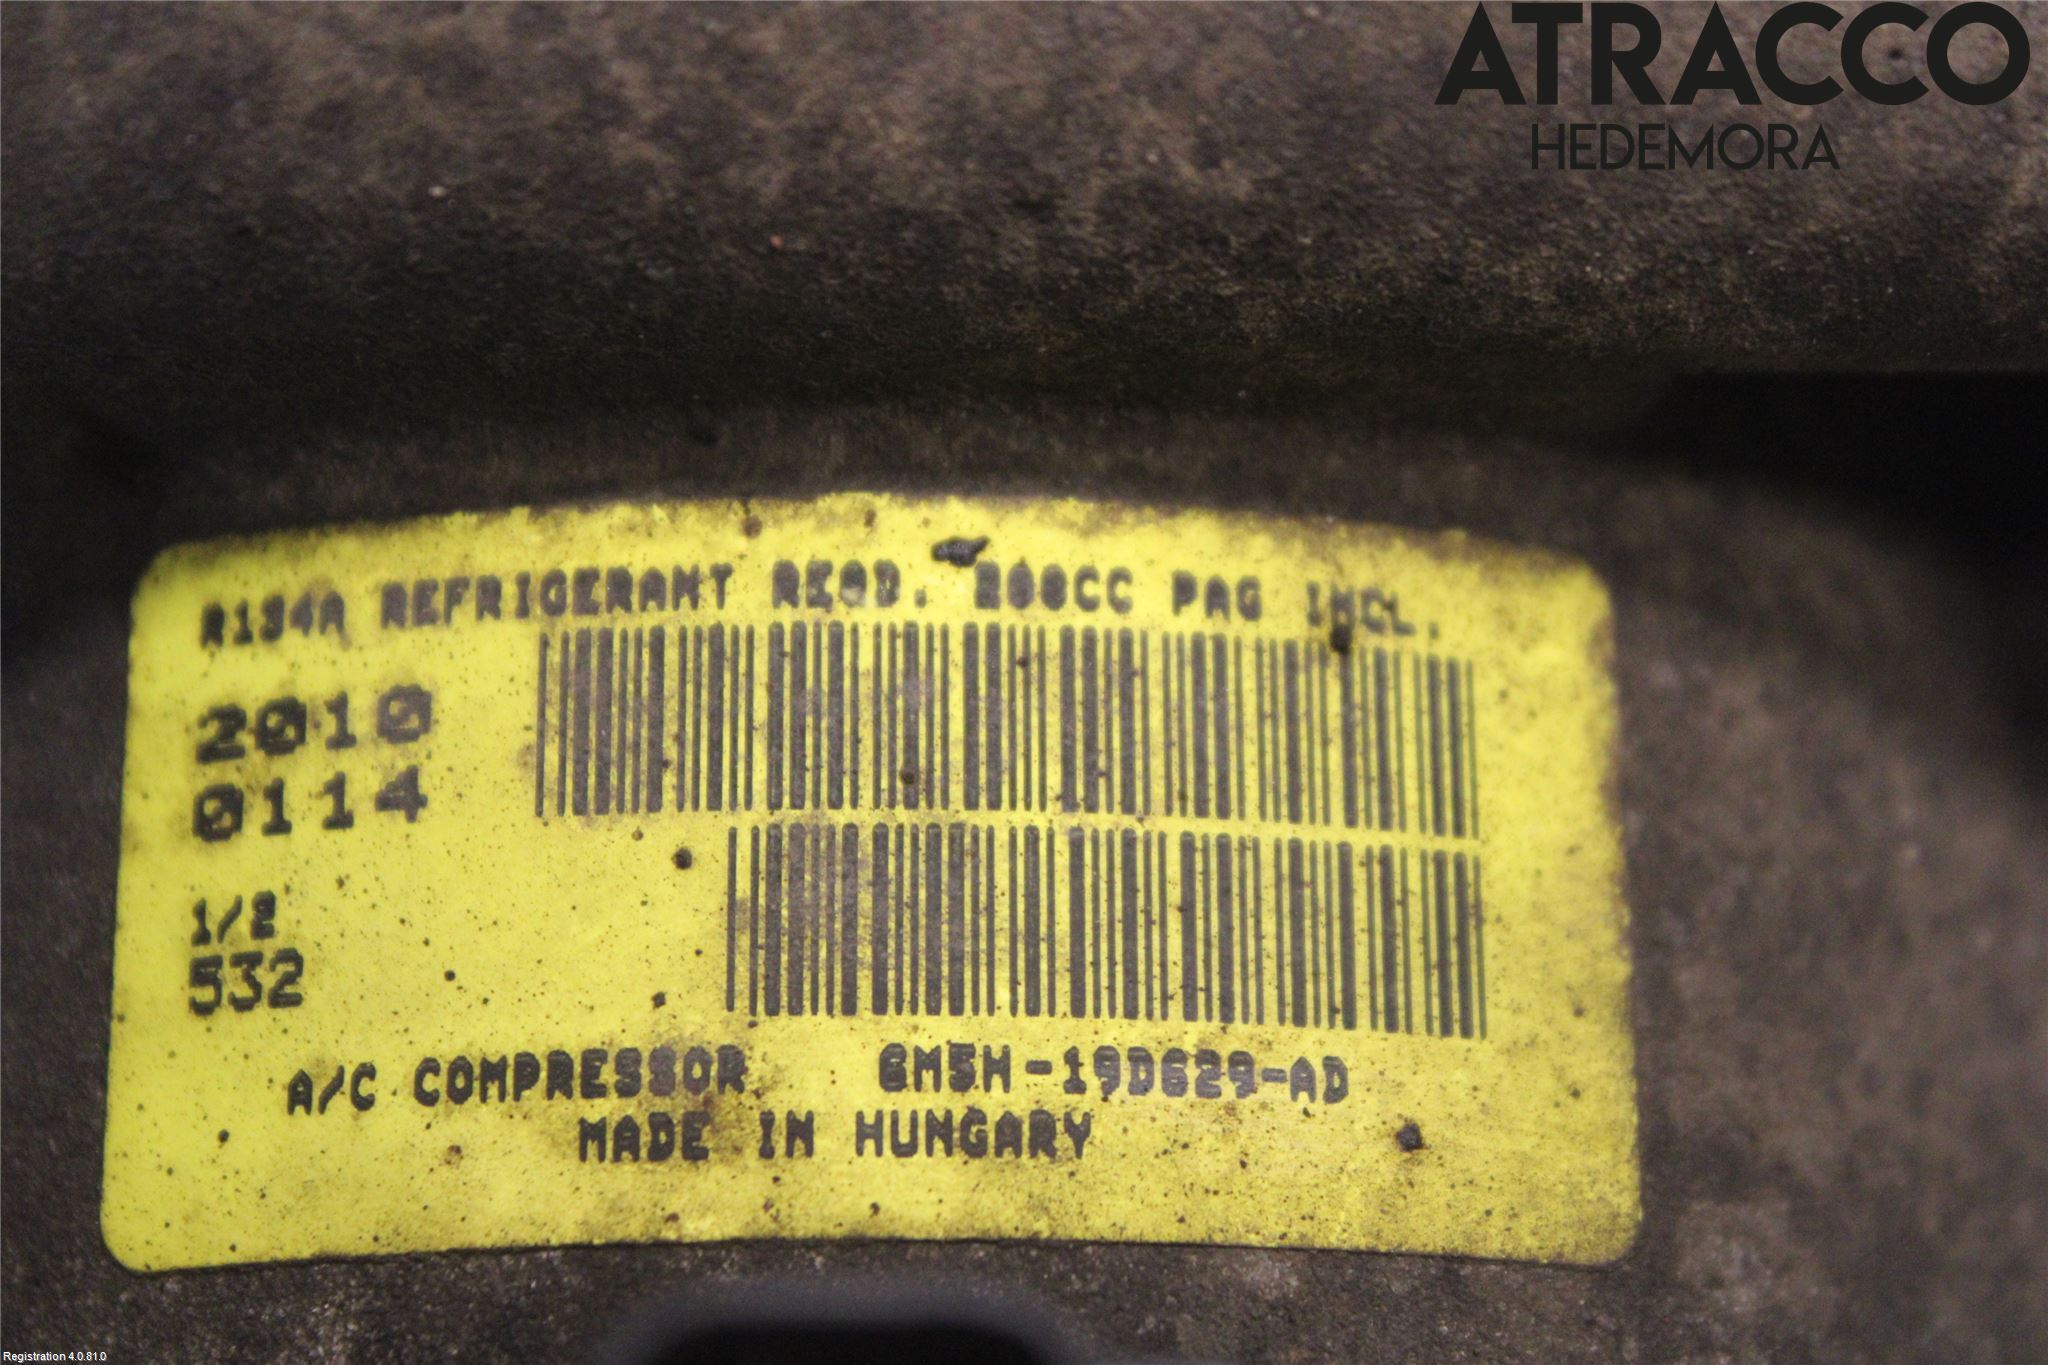 ATRACCO
HEDEMORA
R134A REFRIGERANT REQD. 200CC PAG INCL.
2010
0114
1/2
532
A/C COMPRESSOR 6M5H-19D629-AD
MADE IN HUNGARY
Registration 4.0.81.0